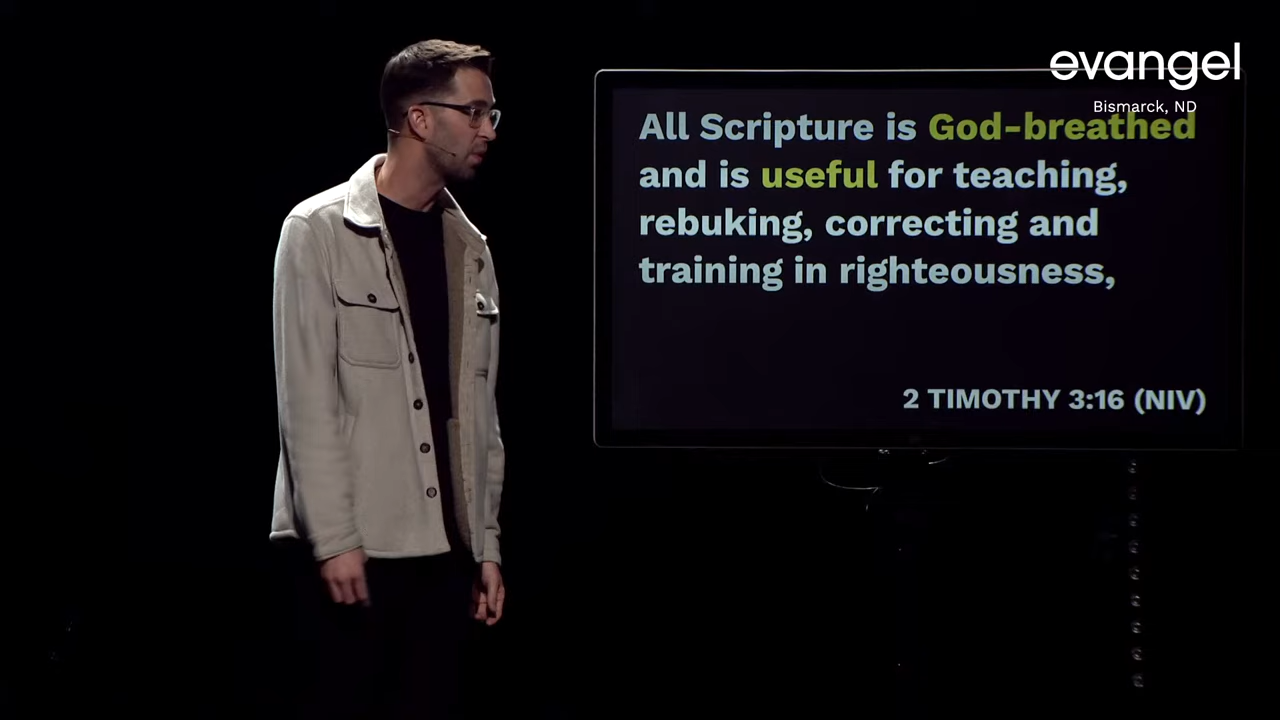 evangel
Bismarck, ND
All Scripture is God-breathed
and is useful for teaching,
rebuking, correcting and
training in righteousness,
2 TIMOTHY 3:16 (NIV)